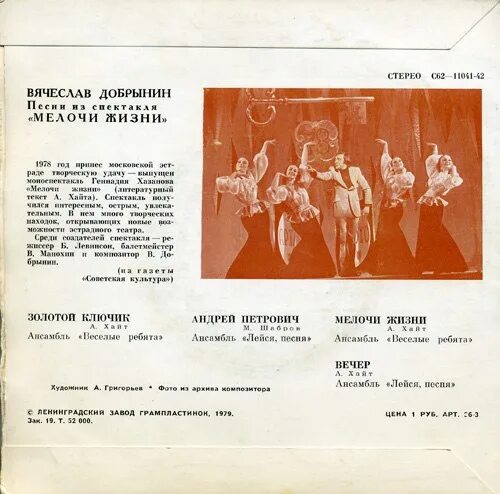 СТЕРЕО С62—11041-42
ВЯЧЕСЛАВ ДОБРЫНИН
Песни из спектакля
«МЕЛОЧИ ЖИЗНИ»
1978 год принес московской эст-
раде творческую удачу — выпущен
моноспектакль Геннадия Хазанова
«Мелочи жизни» (литературный
текст А. Хайта). Спектакль полу-
чился интересным, острым, увлека-
тельным. В нем много творческих
находок, открывающих новые воз-
можности эстрадного театра.
Среди создателей спектакля — ре-
жиссер Б. Левинсон, балетмейстер
В. Манохин и композитор В. До-
брынин.
(из газеты
«Советская культура»)
ЗОЛОТОЙ КЛЮЧИК
А. Хайт
Ансамбль «Веселые ребята»
АНДРЕЙ ПЕТРОВИЧ
М. Шабров
Ансамбль «Лейся, песня»
МЕЛОЧИ ЖИЗНИ
А. Хайт
Ансамбль «Веселые ребята»
ВЕЧЕР
А. Хайт
Ансамбль «Лейся, песня»
Художник А. Григорьев * Фото из архива композитора
© ЛЕНИНГРАДСКИЙ ЗАВОД ГРАМПЛАСТИНОК, 1979.
Зак. 19. Т. 52 000.
ЦЕНА 1 РУБ. АРТ. 36-3